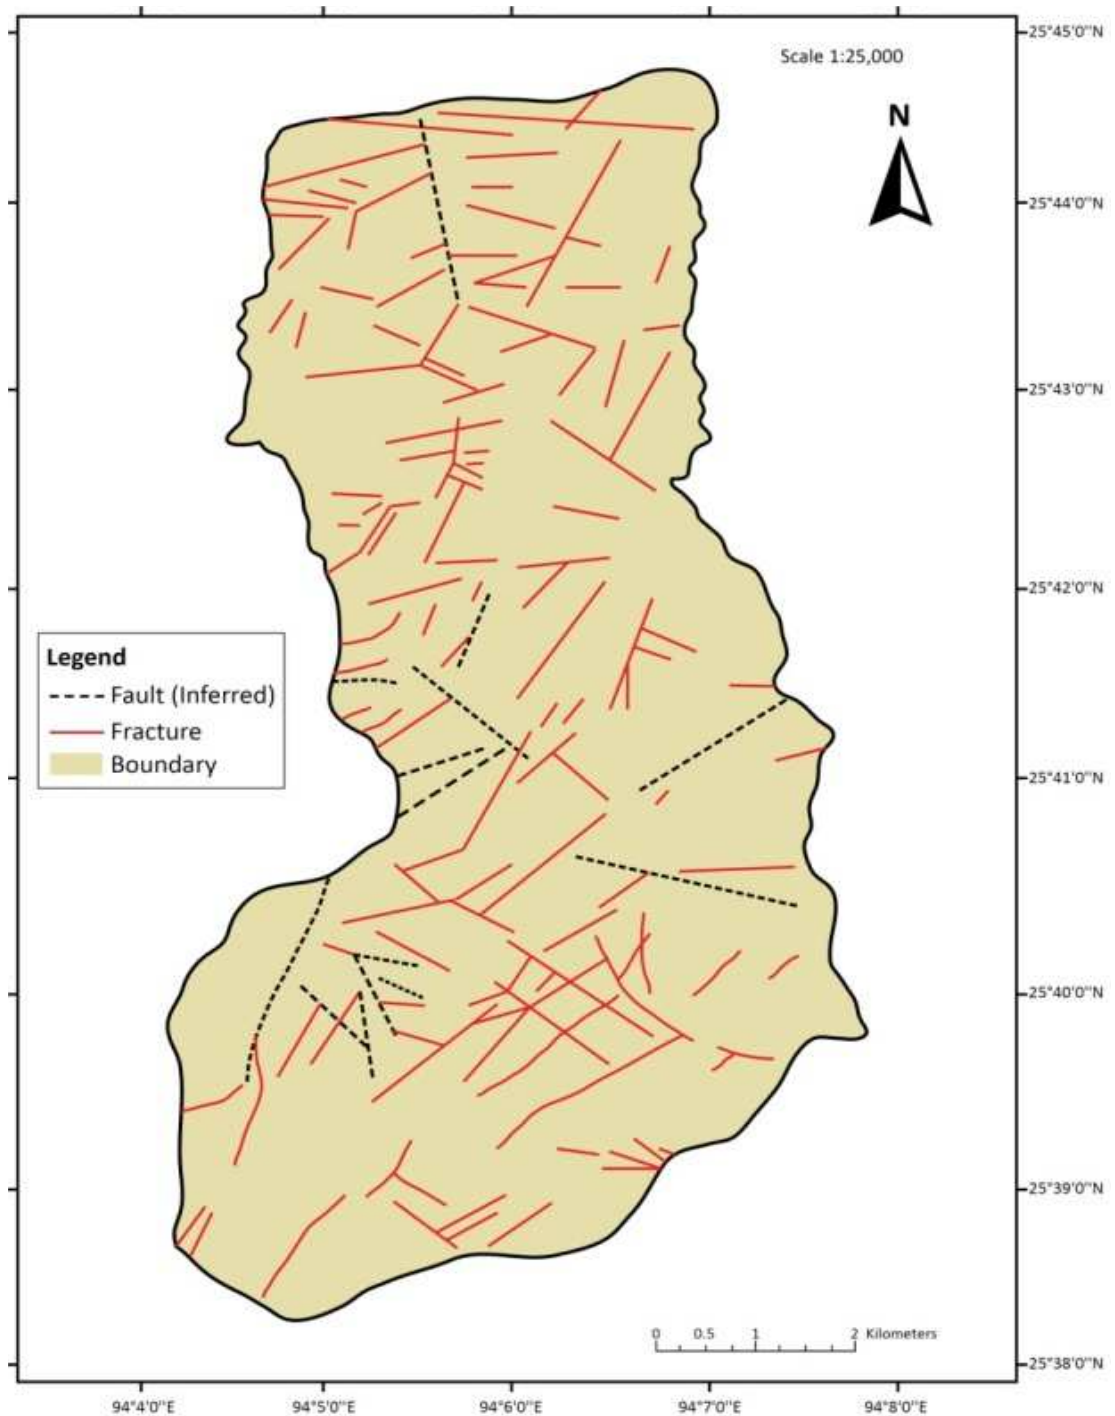 Scale 1:25,000
N
25°45'0"N
25°44'0"N
25°43'0"N
25°42'0"N
25°41'0"N
25°40'0"N
25°39'0"N
25°38'0"N
Legend
Fault (Inferred)
Fracture
Boundary
0 0.5 1 2 Kilometers
94°4'0"E 94°5'0"E 94°6'0"E 94°7'0"E 94°8'0"E